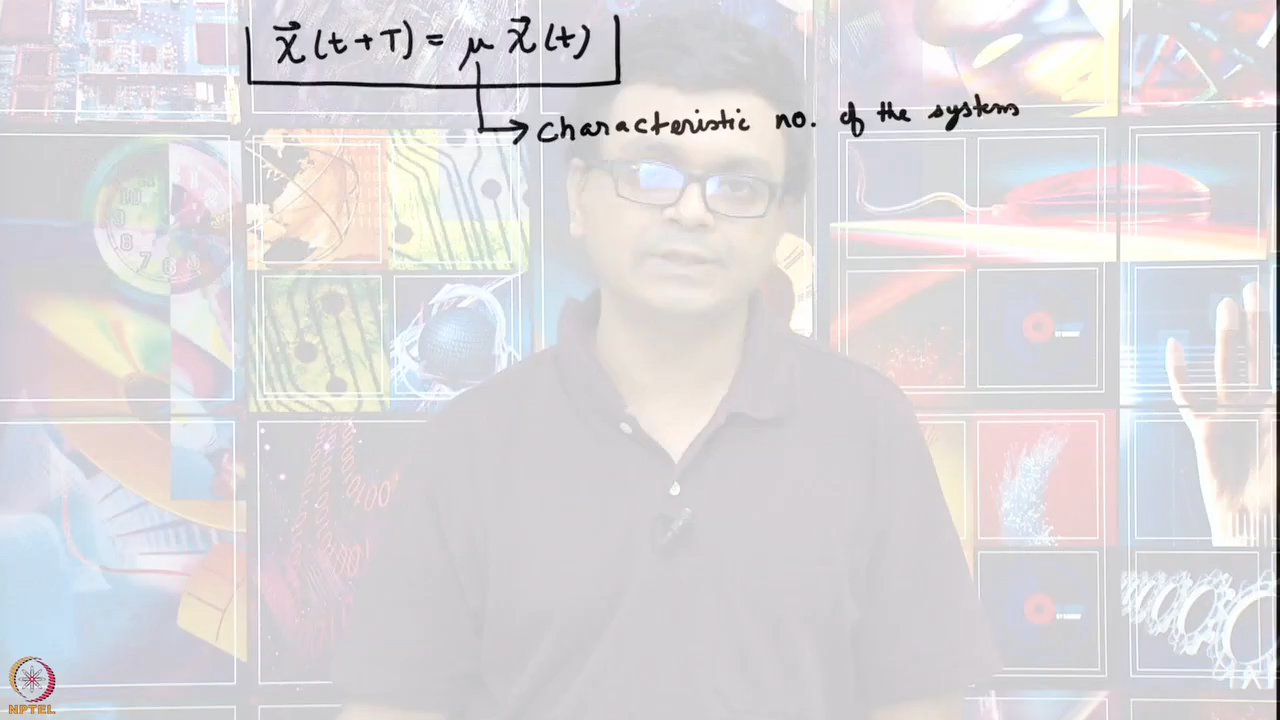 χ⃗(t+T) = μ χ⃗(t)
characteristic no. of the systems
NPTEL